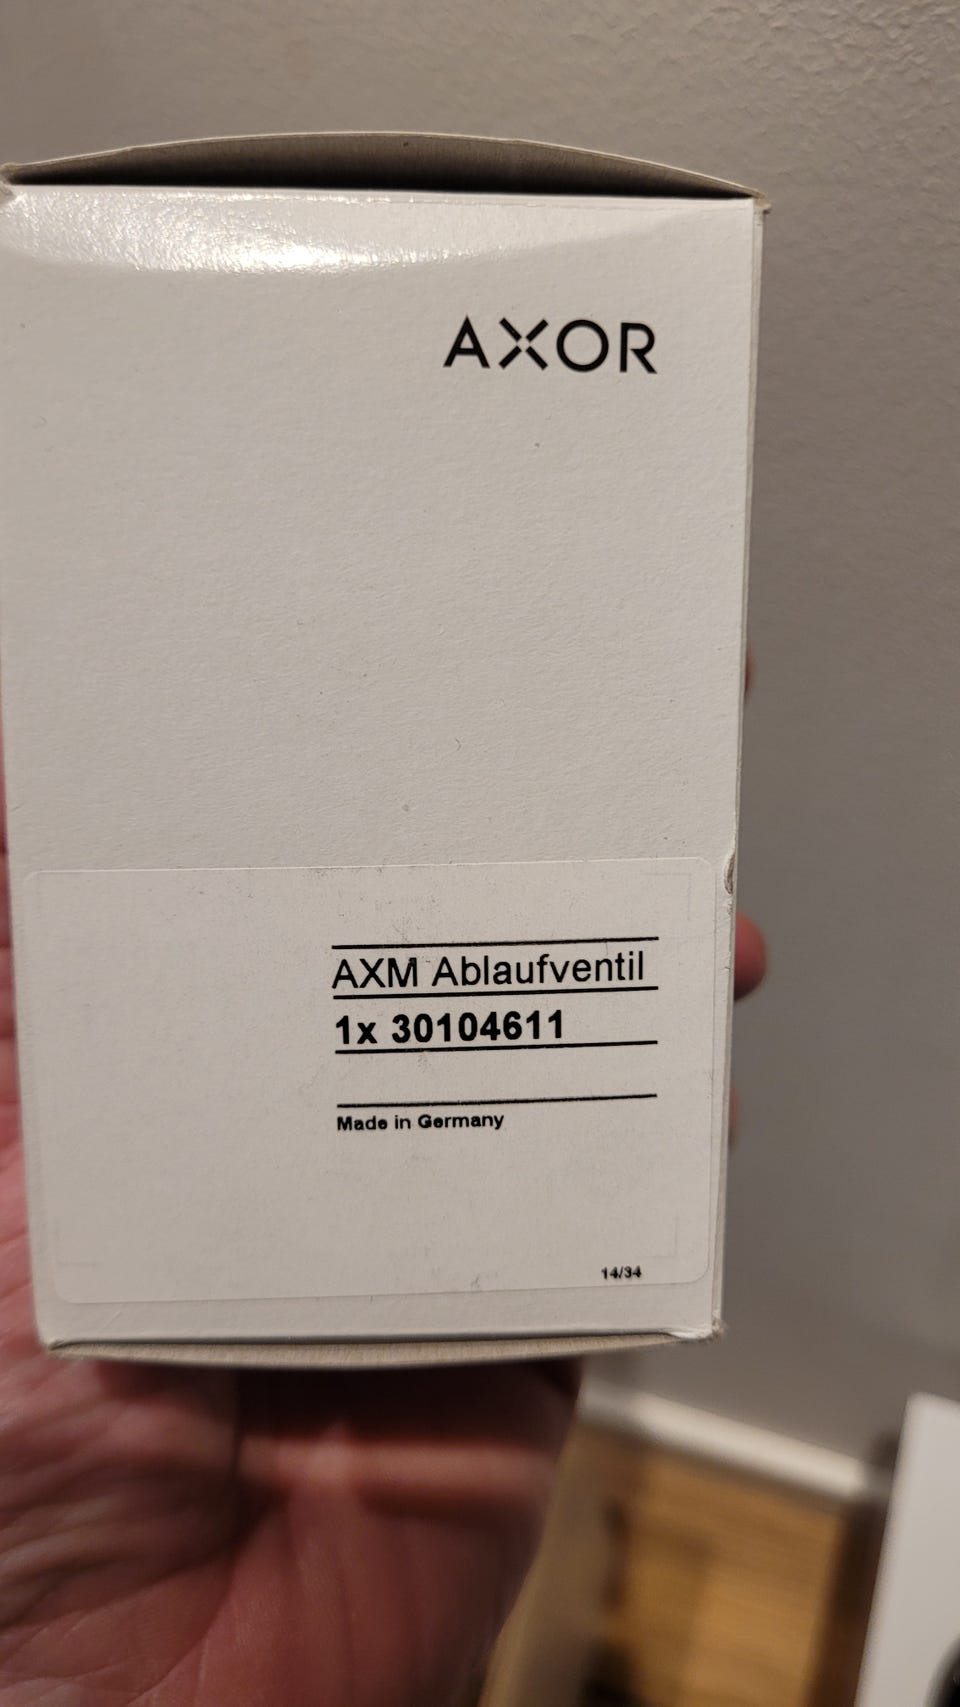 AXOR
AXM Ablaufventil
1x 30104611
Made in Germany
14/34